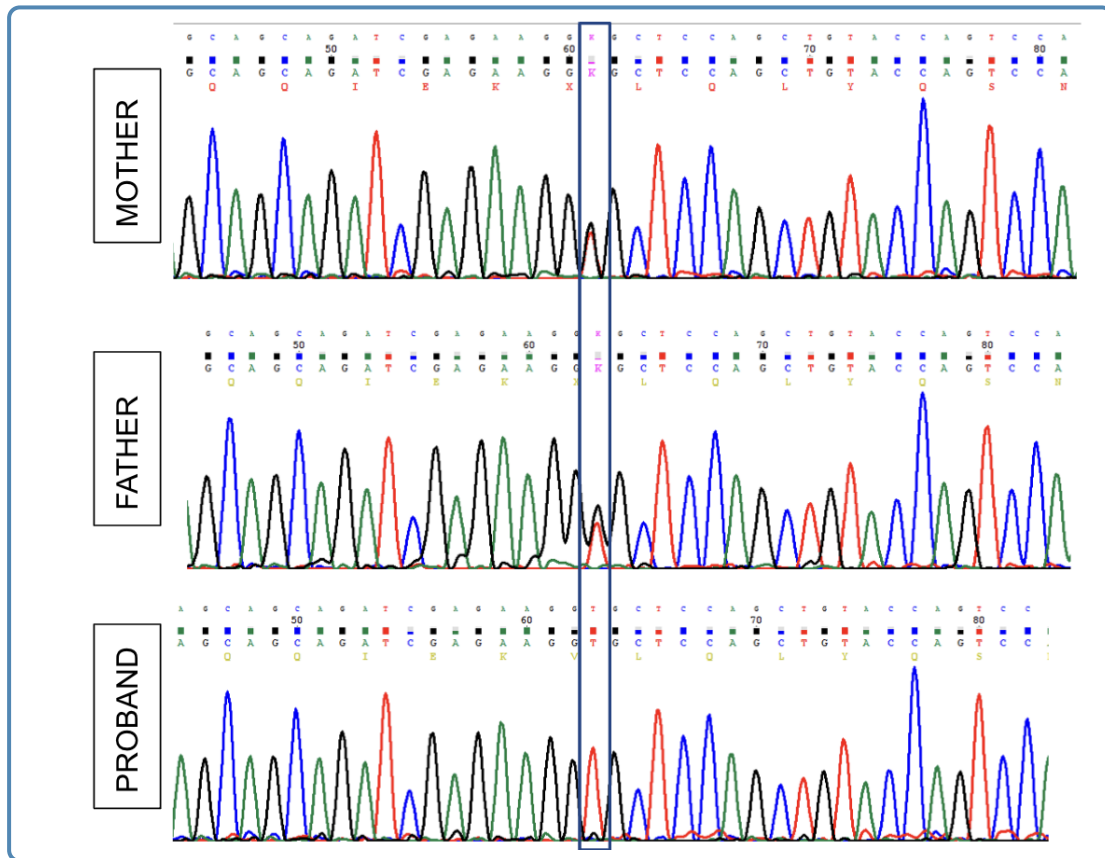 MOTHER
G C A G C A G A T C G A G A A G G K G C T C C A G C T G T A C C A G T C C A
50 60 70 80
G C A G C A G A T C G A G A A G G K G C T C C A G C T G T A C C A G T C C A
Q Q I E K X L Q L Y Q S N
FATHER
G C A G C A G A T C G A G A A G G K G C T C C A G C T G T A C C A G T C C A
50 60 70 80
G C A G C A G A T C G A G A A G G K G C T C C A G C T G T A C C A G T C C A
Q Q I E K X L Q L Y Q S N
PROBAND
A G C A G C A G A T C G A G A A G G T G C T C C A G C T G T A C C A G T C C
50 60 70 80
A G C A G C A G A T C G A G A A G G T G C T C C A G C T G T A C C A G T C C
Q Q I E K V L Q L Y Q S